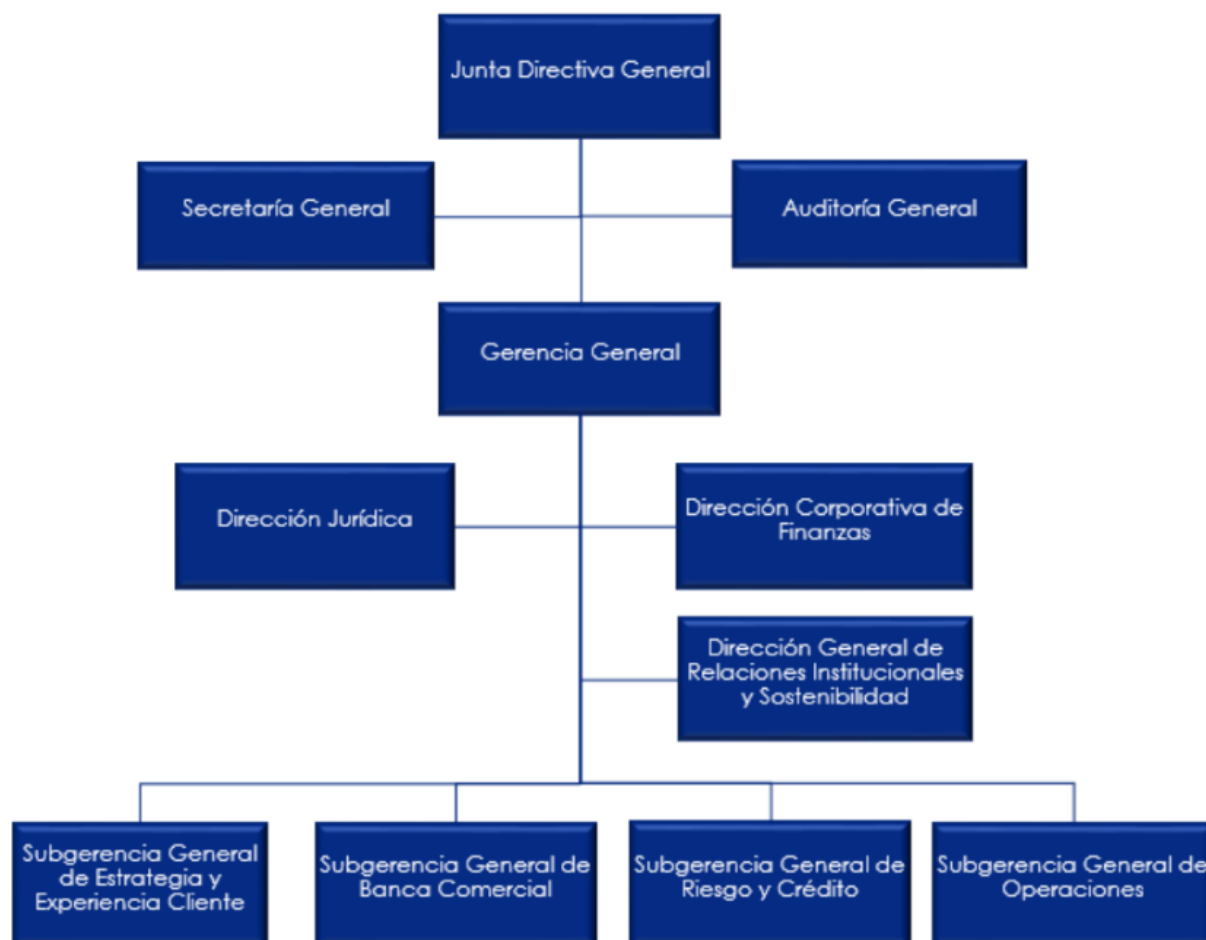 Junta Directiva General
Secretaría General
Auditoría General
Gerencia General
Dirección Jurídica
Dirección Corporativa de
Finanzas
Dirección General de
Relaciones Institucionales
y Sostenibilidad
Subgerencia General
de Estrategia y
Experiencia Cliente
Subgerencia General de
Banca Comercial
Subgerencia General de
Riesgo y Crédito
Subgerencia General de
Operaciones